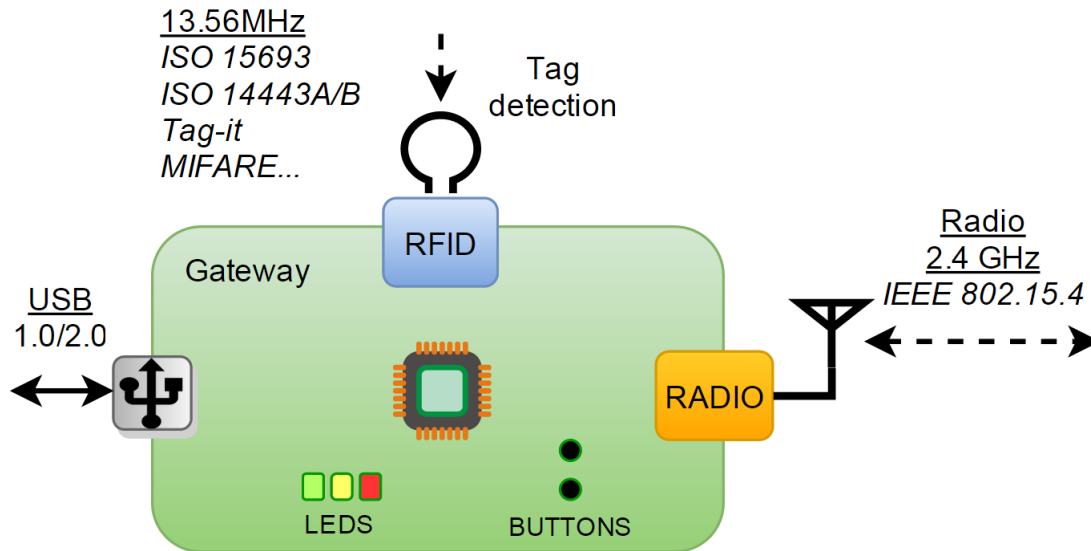 13.56MHz
ISO 15693
ISO 14443A/B
Tag-it
MIFARE...
Tag
detection
RFID
Gateway
Radio
2.4 GHz
IEEE 802.15.4
USB
1.0/2.0
RADIO
LEDS
BUTTONS